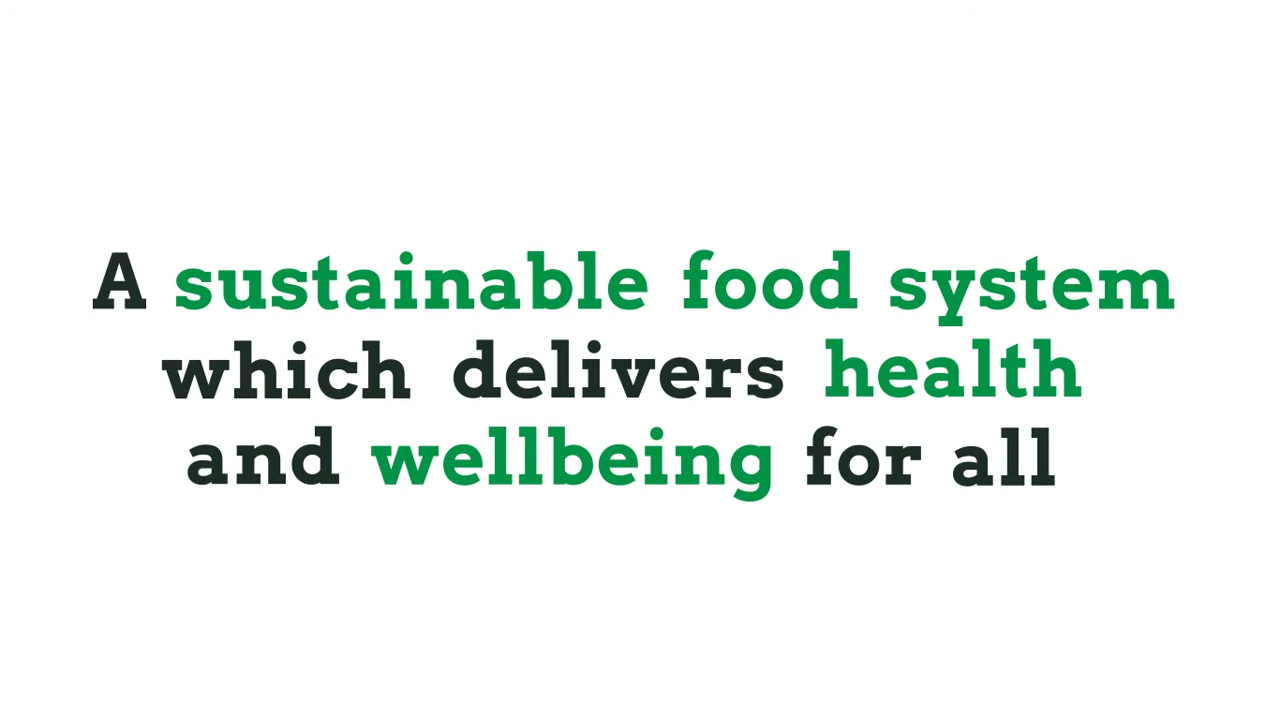 A sustainable food system
which delivers health
and wellbeing for all